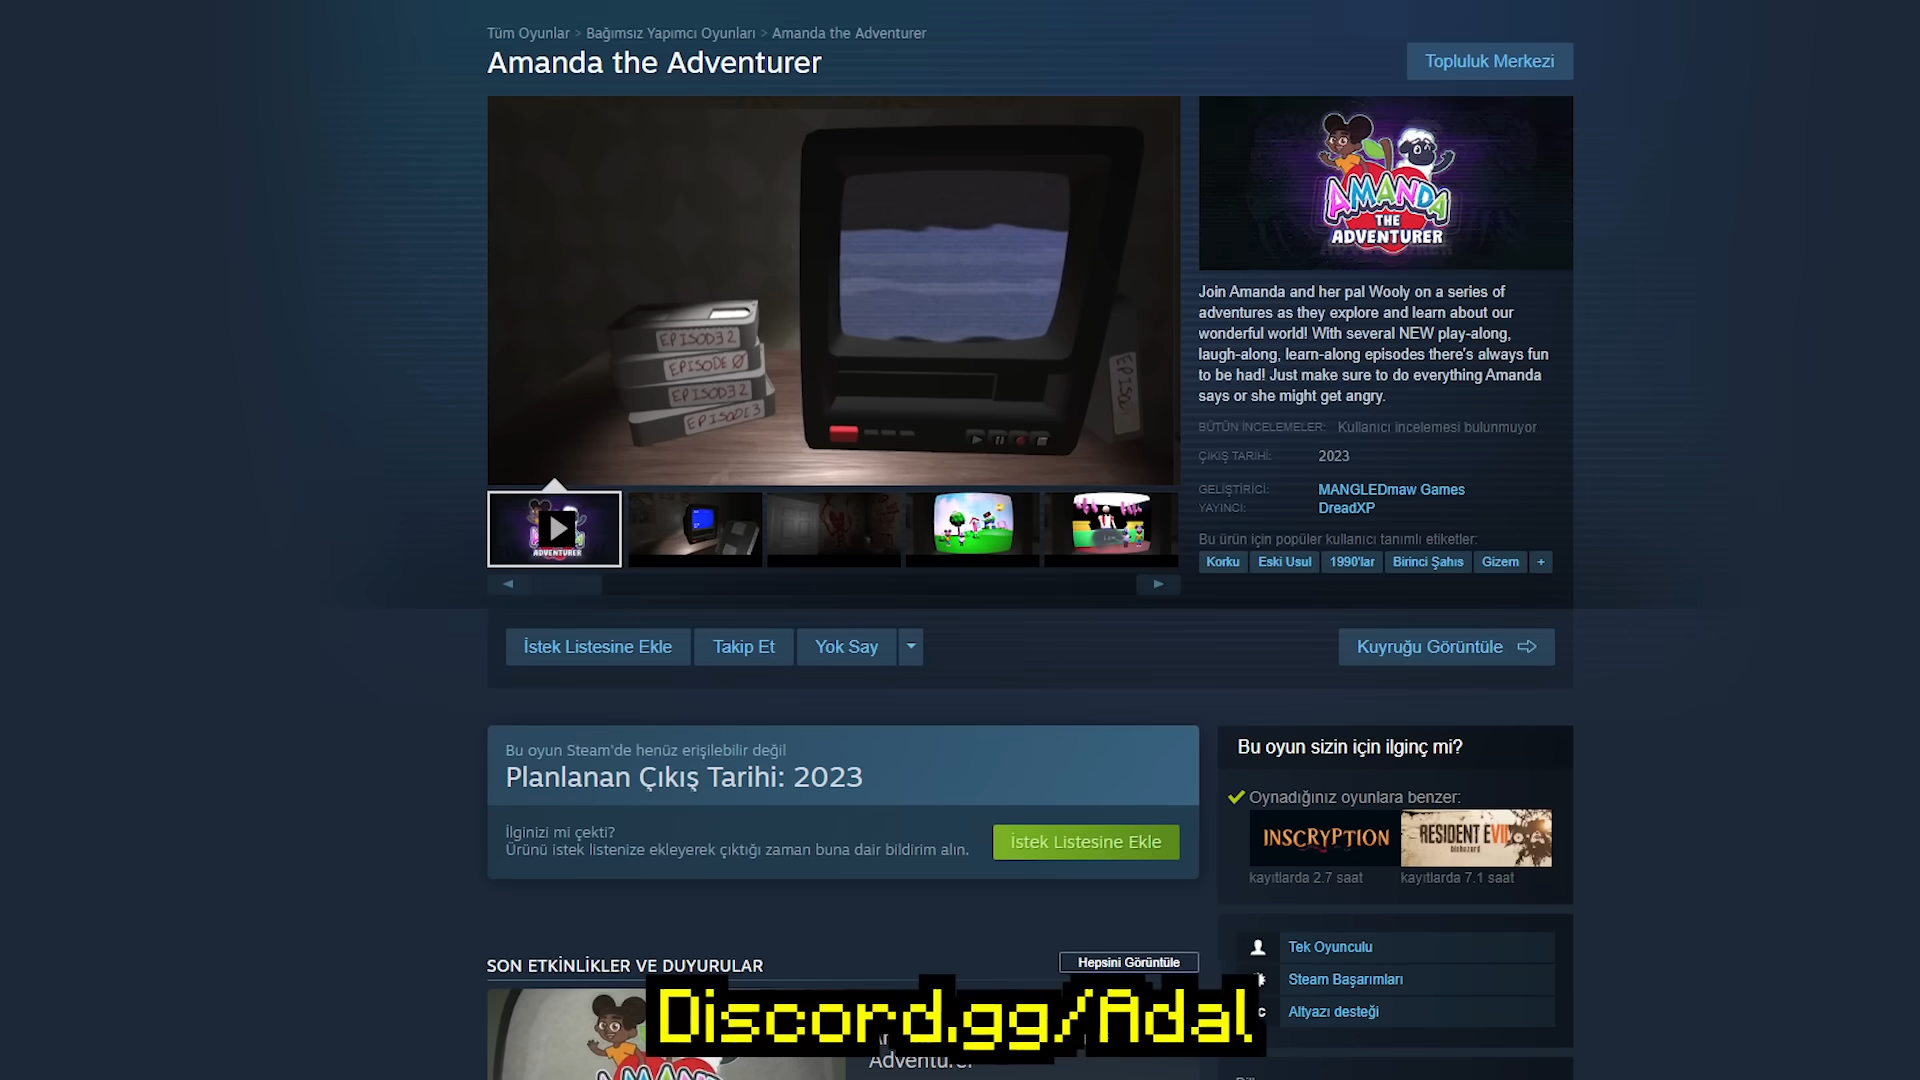 Tüm Oyunlar > Bağımsız Yapımcı Oyunları > Amanda the Adventurer
Amanda the Adventurer
Topluluk Merkezi
EPISODE 2
EPISODE 0
EPISODE 2
EPISODE 3
AMANDA
THE
ADVENTURER
Join Amanda and her pal Wooly on a series of
adventures as they explore and learn about our
wonderful world! With several NEW play-along,
laugh-along, learn-along episodes there's always fun
to be had! Just make sure to do everything Amanda
says or she might get angry.
BÜTÜN İNCELEMELER: Kullanıcı incelemesi bulunmuyor
ÇIKIŞ TARİHİ: 2023
GELİŞTİRİCİ: MANGLEDmaw Games
YAYINCI: DreadXP
Bu ürün için popüler kullanıcı tanımlı etiketler:
Korku Eski Usul 1990'lar Birinci Şahıs Gizem +
ADVENTURER
İstek Listesine Ekle Takip Et Yok Say
Kuyruğu Görüntüle
Bu oyun Steam'de henüz erişilebilir değil
Planlanan Çıkış Tarihi: 2023
İlginizi mi çekti?
Ürünü istek listenize ekleyerek çıktığı zaman buna dair bildirim alın.
İstek Listesine Ekle
Bu oyun sizin için ilginç mi?
Oynadığınız oyunlara benzer:
INSCRYPTION
RESIDENT EVIL
biohazard
kayıtlarda 2.7 saat kayıtlarda 7.1 saat
Tek Oyunculu
Steam Başarımları
Altyazı desteği
SON ETKİNLİKLER VE DUYURULAR
Hepsini Görüntüle
Discord.gg/Adal
Adventurer